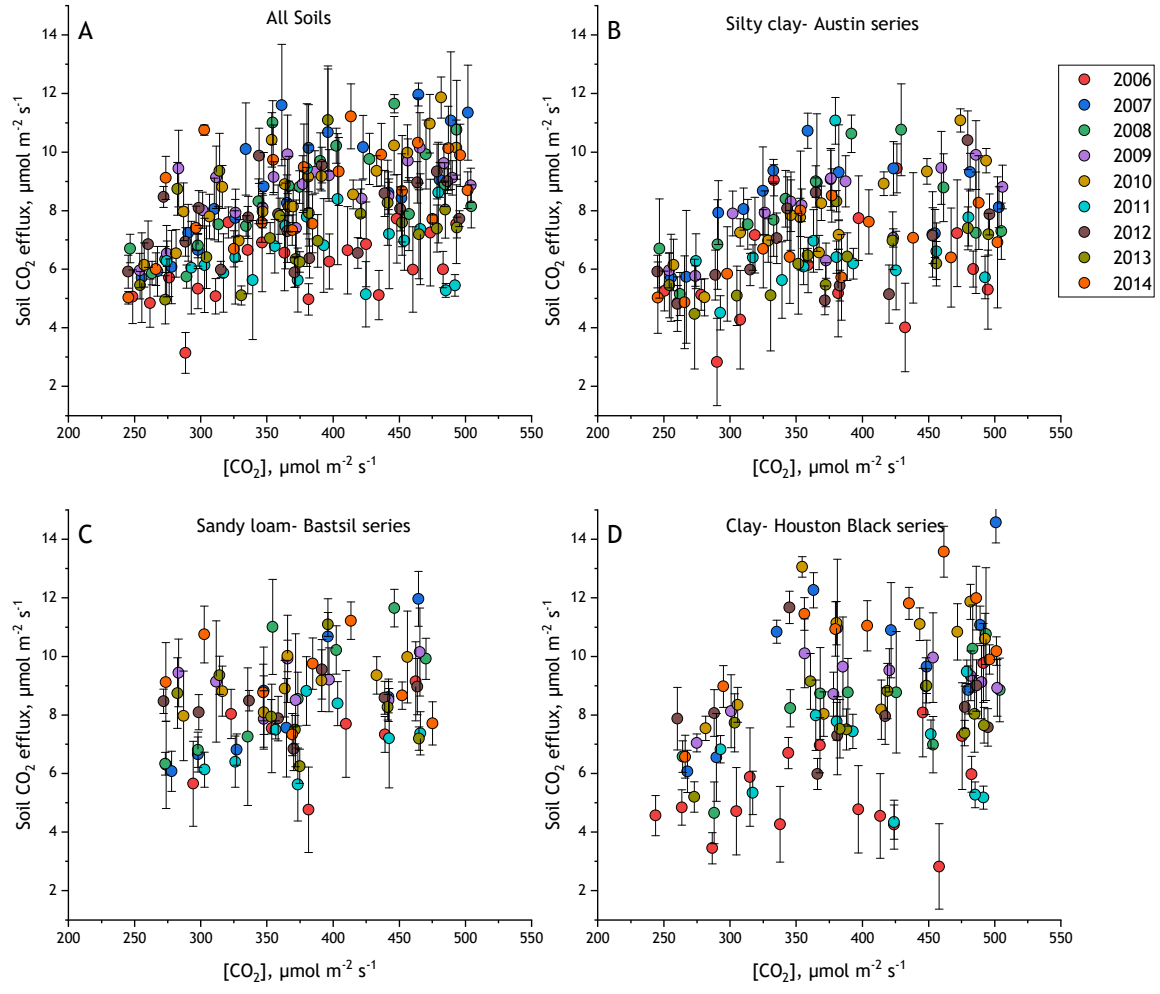 A
All Soils
14
12
10
8
6
4
2
Soil CO₂ efflux, µmol m⁻² s⁻¹
200 250 300 350 400 450 500 550
[CO₂], µmol m⁻² s⁻¹
B
Silty clay- Austin series
14
12
10
8
6
4
2
Soil CO₂ efflux, µmol m⁻² s⁻¹
200 250 300 350 400 450 500 550
[CO₂], µmol m⁻² s⁻¹
2006
2007
2008
2009
2010
2011
2012
2013
2014
C
Sandy loam- Bastsil series
14
12
10
8
6
4
2
Soil CO₂ efflux, µmol m⁻² s⁻¹
200 250 300 350 400 450 500 550
[CO₂], µmol m⁻² s⁻¹
D
Clay- Houston Black series
14
12
10
8
6
4
2
Soil CO₂ efflux, µmol m⁻² s⁻¹
200 250 300 350 400 450 500 550
[CO₂], µmol m⁻² s⁻¹